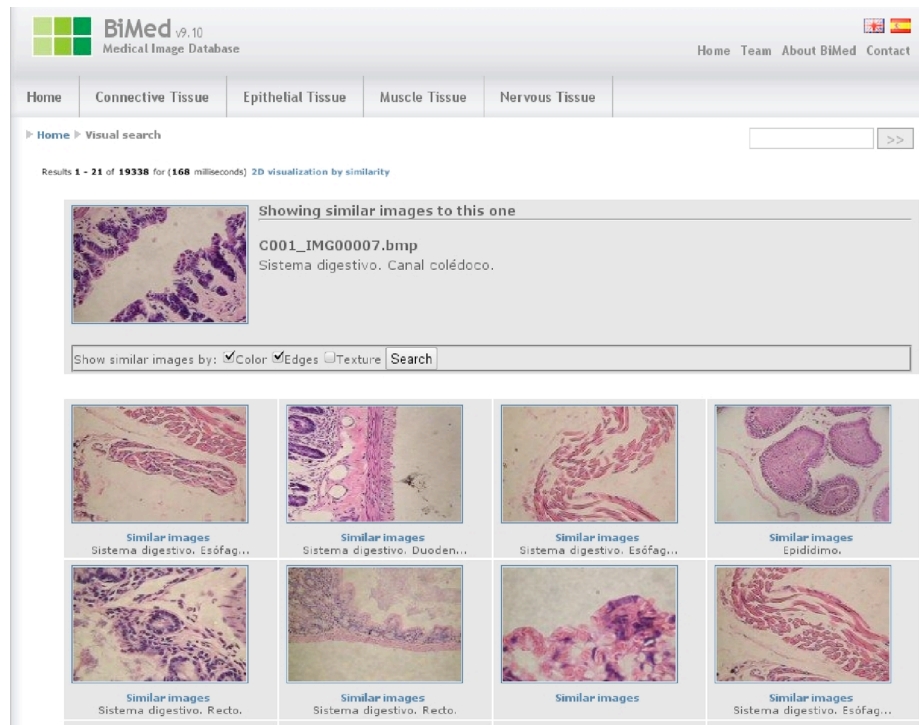 BiMed v9.10
Medical Image Database
Home Team About BiMed Contact
Home Connective Tissue Epithelial Tissue Muscle Tissue Nervous Tissue
Home Visual search
>>
Results 1 - 21 of 19338 for (168 milliseconds) 2D visualization by similarity
Showing similar images to this one
C001_IMG00007.bmp
Sistema digestivo. Canal colédoco.
Show similar images by: Color Edges Texture Search
Similar images Similar images Similar images Similar images
Sistema digestivo. Esófag... Sistema digestivo. Duoden... Sistema digestivo. Esófag... Epidídimo.
Similar images Similar images Similar images Similar images
Sistema digestivo. Recto. Sistema digestivo. Recto. Sistema digestivo. Esófag...